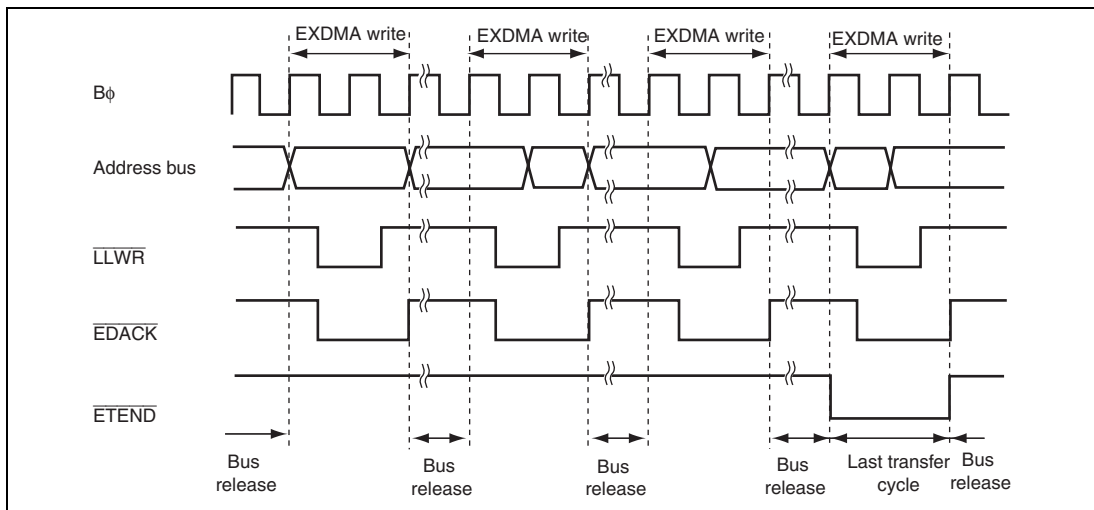 EXDMA write
EXDMA write
EXDMA write
EXDMA write
Bϕ
Address bus
LLWR
EDACK
ETEND
Bus
release
Bus
release
Bus
release
Bus
release
Last transfer
cycle
Bus
release